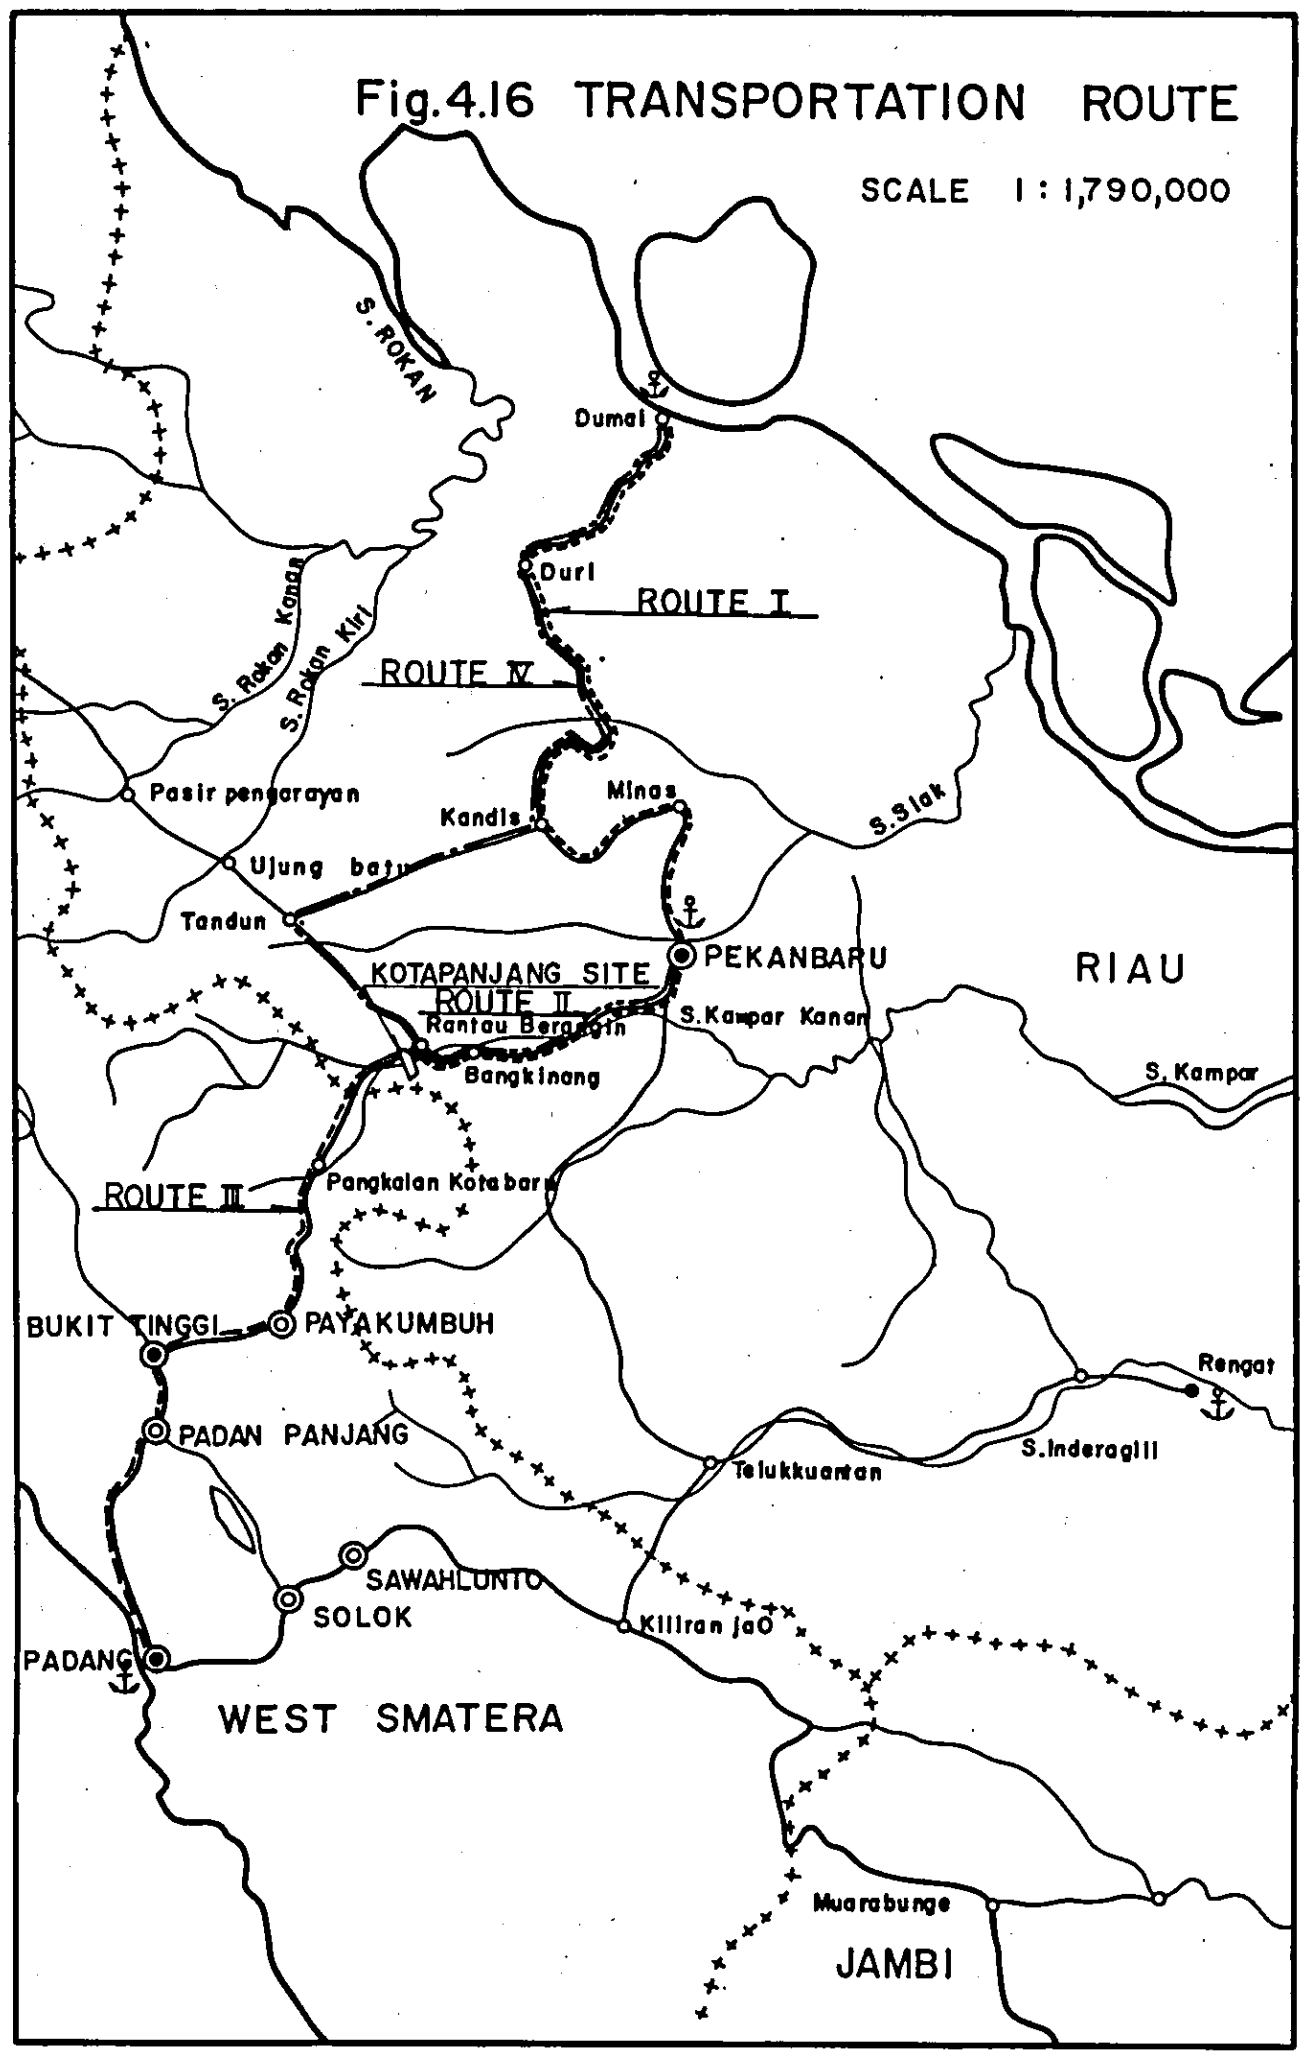 Fig.4.16 TRANSPORTATION ROUTE
SCALE 1 : 1,790,000
S. ROKAN
Dumai
Duri
ROUTE I
S. Rokan Kanan
S. Rokan Kiri
ROUTE IV
Pasir pengarayan
Kandis
Minas
S. Siak
Ujung batu
Tandun
PEKANBARU
RIAU
KOTAPANJANG SITE
ROUTE II
S. Kampar Kanan
Rantau Berangin
Bangkinang
S. Kampar
Pangkalan Kotabaru
ROUTE III
BUKIT TINGGI
PAYAKUMBUH
Rengat
PADAN PANJANG
S. Inderagili
Telukkuantan
SAWAHLUNTO
SOLOK
Kiliran jaO
PADANG
WEST SMATERA
Muarabunge
JAMBI